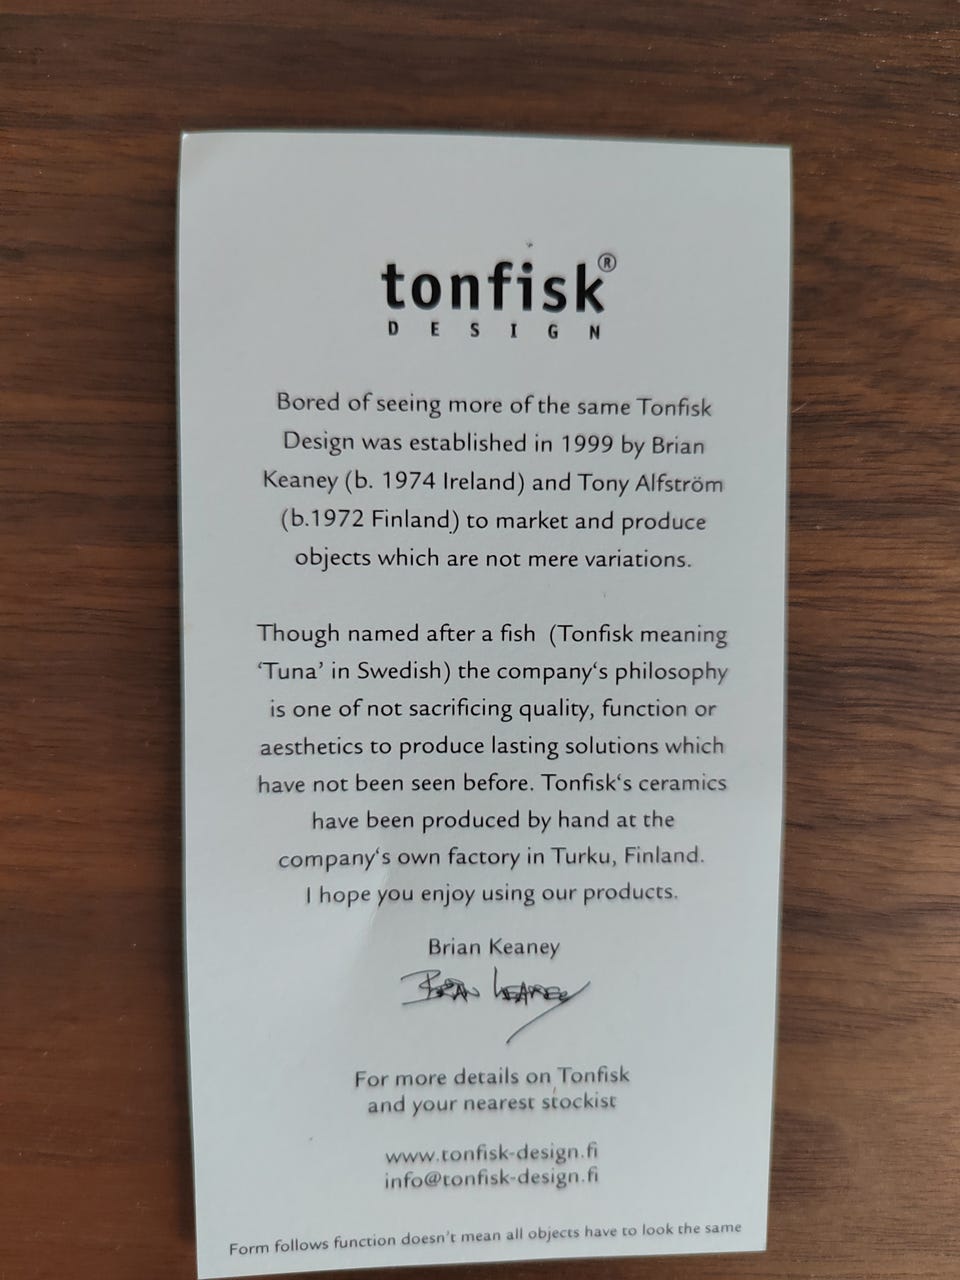 tonfisk®
DESIGN
Bored of seeing more of the same Tonfisk
Design was established in 1999 by Brian
Keaney (b. 1974 Ireland) and Tony Alfström
(b.1972 Finland) to market and produce
objects which are not mere variations.
Though named after a fish (Tonfisk meaning
‘Tuna’ in Swedish) the company‘s philosophy
is one of not sacrificing quality, function or
aesthetics to produce lasting solutions which
have not been seen before. Tonfisk‘s ceramics
have been produced by hand at the
company‘s own factory in Turku, Finland.
I hope you enjoy using our products.
Brian Keaney
Brian Keaney
For more details on Tonfisk
and your nearest stockist
www.tonfisk-design.fi
info@tonfisk-design.fi
Form follows function doesn’t mean all objects have to look the same